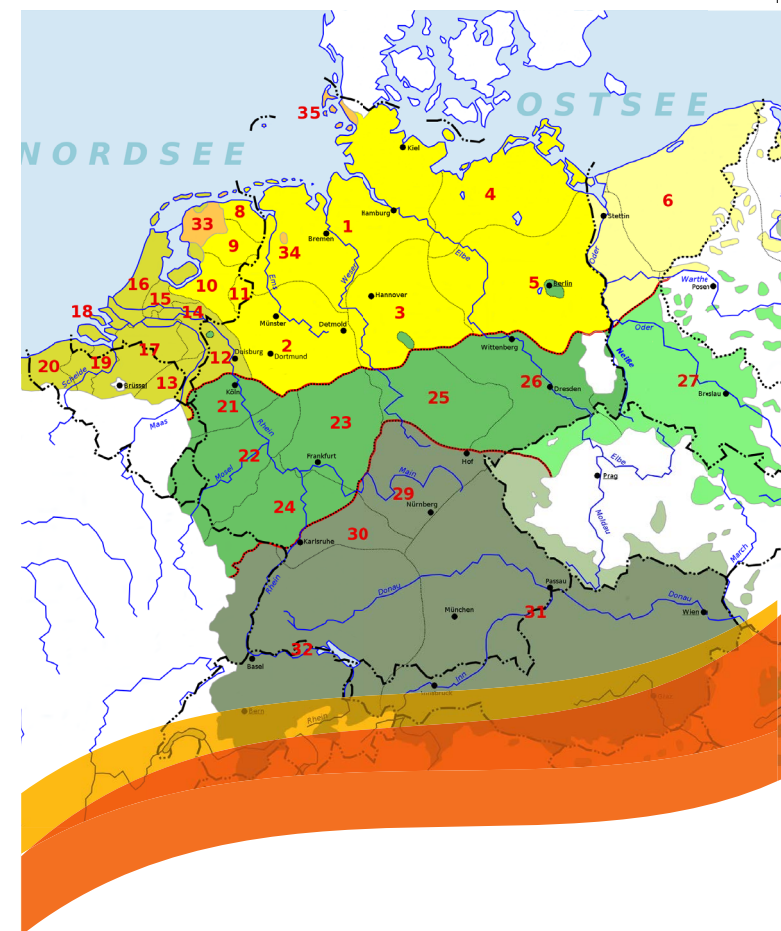 OSTSEE
NORDSEE
35
Kiel
4
6
8
33
Hamburg
Stettin
1
Bremen
9
34
Elbe
Oder
Weser
Warthe
Posen
16
10
11
Ems
5
Berlin
15
Hannover
18
14
Münster
Detmold
3
Oder
17
2
Wittenberg
Neiße
19
12
Duisburg
Dortmund
20
Schelde
Brüssel
13
Köln
26
Dresden
27
Breslau
21
25
Maas
Rhein
23
22
Frankfurt
Hof
Elbe
Mosel
Main
Prag
29
24
Nürnberg
Moldau
30
Karlsruhe
March
Rhein
Donau
Passau
Donau
München
31
Wien
32
Basel
Inn
Innsbruck
Bern
Rhein